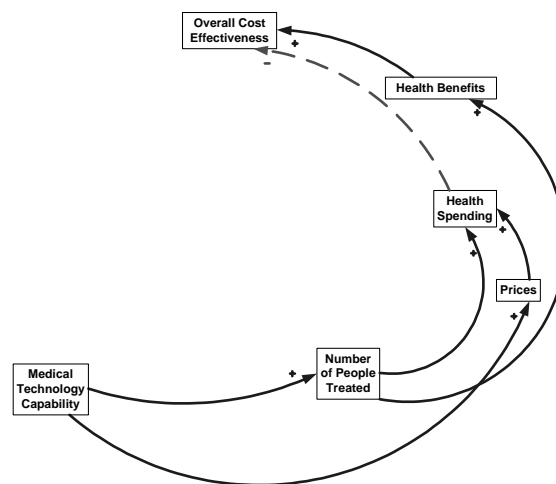 Overall Cost
Effectiveness
+
-
Health Benefits
+
Health
Spending
+
+
Prices
+
Number
of People
Treated
+
Medical
Technology
Capability